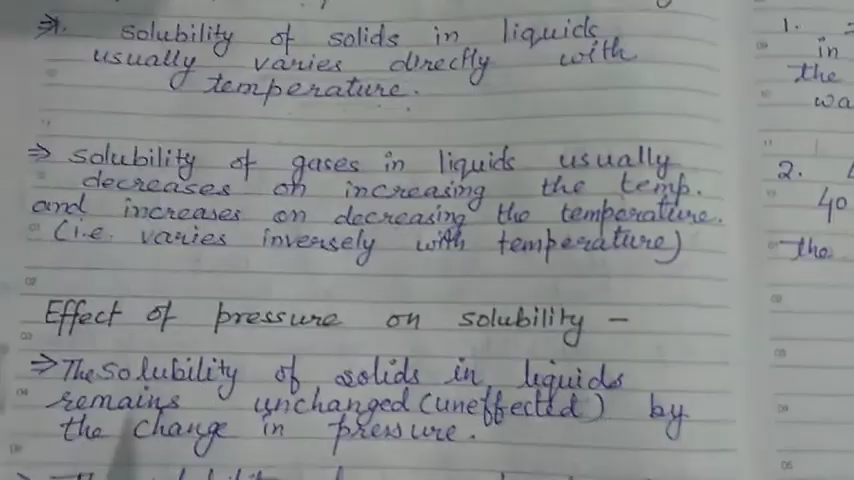 ⇒ solubility of solids in liquids
usually varies directly with
temperature.
⇒ solubility of gases in liquids usually
decreases on increasing the temp.
and increases on decreasing the temperature.
(i.e. varies inversely with temperature)
Effect of pressure on solubility -
⇒ The solubility of solids in liquids
remains unchanged (uneffected) by
the change in pressure.
1.
in
the
wa
2.
40
the